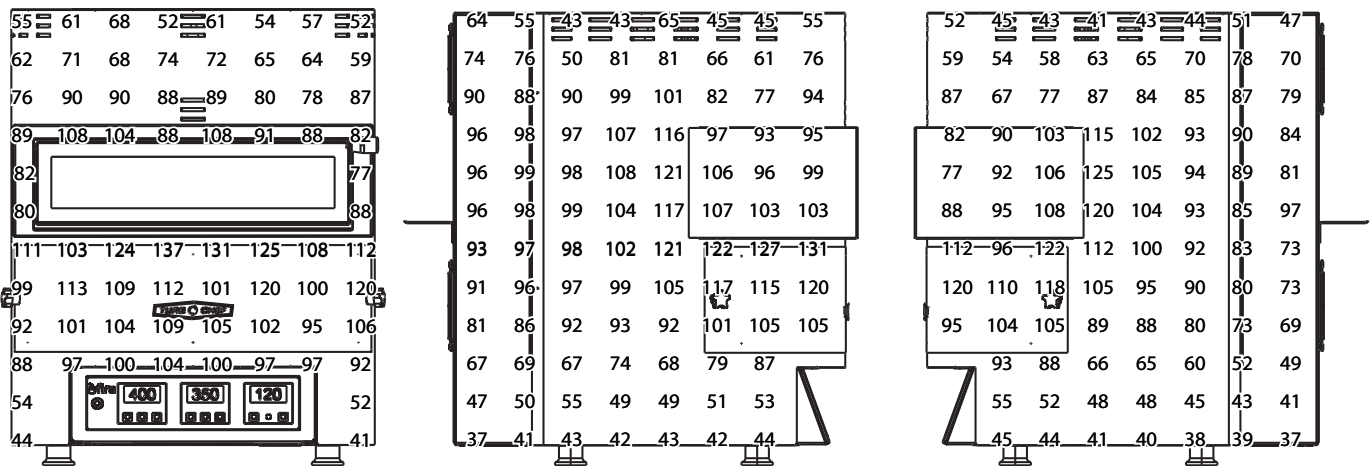 55 61 68 52 61 54 57 52 64 55 43 43 65 45 45 55 52 45 43 41 43 44 51 47
62 71 68 74 72 65 64 59 74 76 50 81 81 66 61 76 59 54 58 63 65 70 78 70
76 90 90 88 89 80 78 87 90 88 90 99 101 82 77 94 87 67 77 87 84 85 87 79
89 108 104 88 108 91 88 82 96 98 97 107 116 97 93 95 82 90 103 115 102 93 90 84
82 77 96 99 98 108 121 106 96 99 77 92 106 125 105 94 89 81
80 88 96 98 99 104 117 107 103 103 88 95 108 120 104 93 85 97
111 103 124 137 131 125 108 112 93 97 98 102 121 122 127 131 112 96 122 112 100 92 83 73
99 113 109 112 101 120 100 120 91 96 97 99 105 117 115 120 120 110 118 105 95 90 80 73
TURBO CHEF
92 101 104 109 105 102 95 106 81 86 92 93 92 101 105 105 95 104 105 89 88 80 73 69
88 97 100 104 100 97 97 92 67 69 67 74 68 79 87 93 88 66 65 60 52 49
fire 400 350 120
54 52 47 50 55 49 49 51 53 55 52 48 48 45 43 41
44 41 37 41 43 42 43 42 44 45 44 41 40 38 39 37